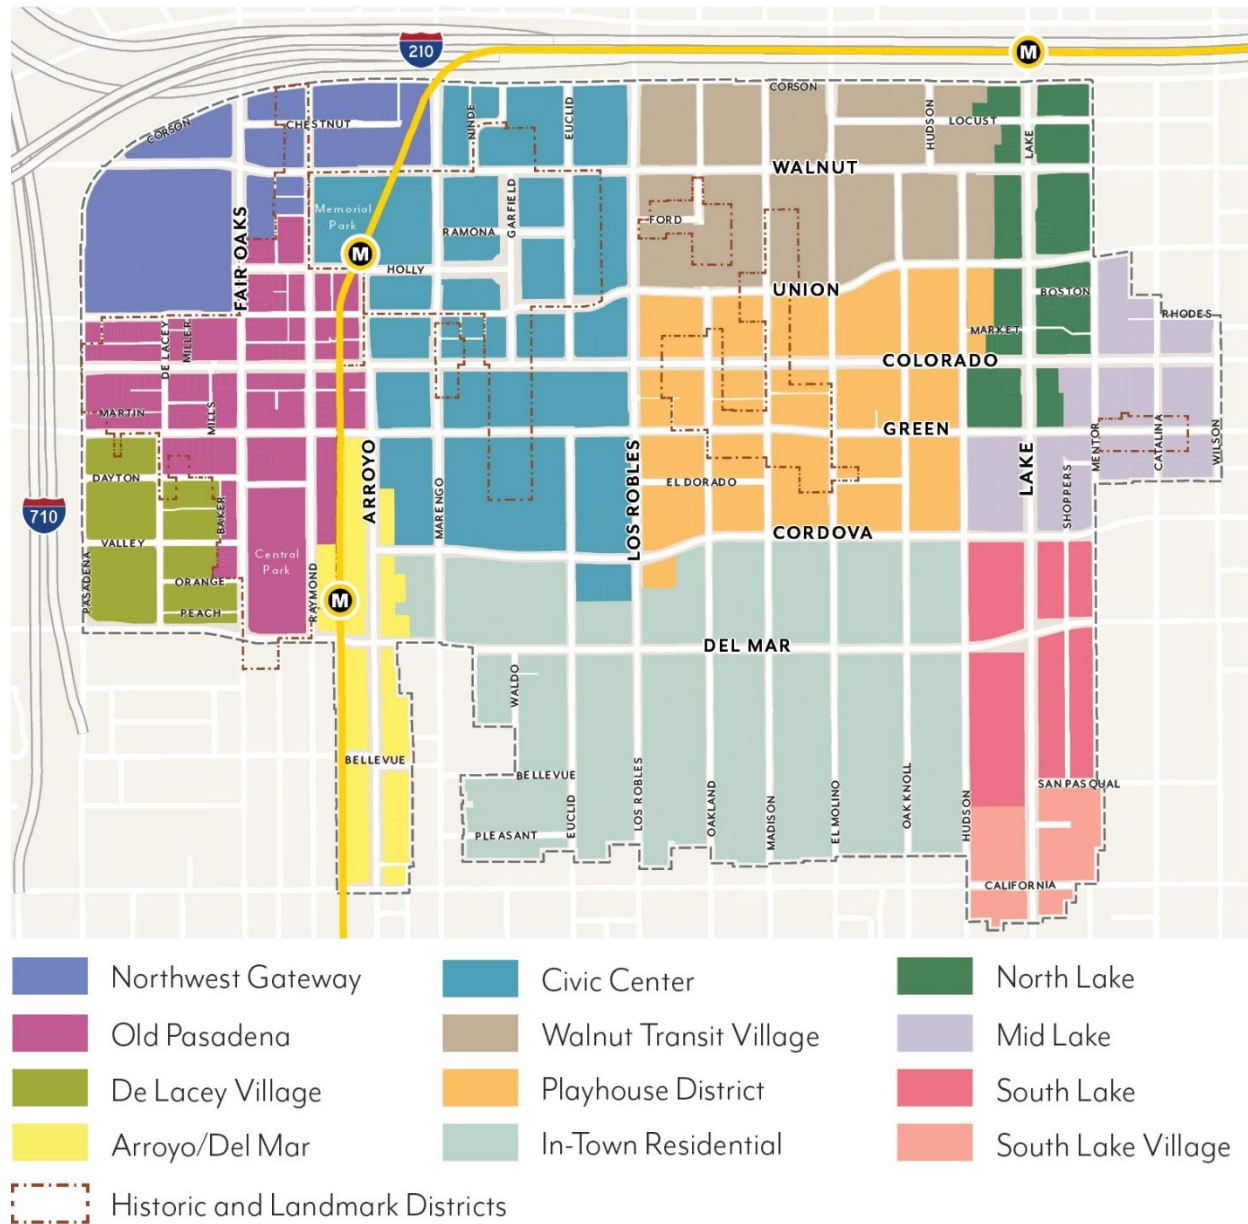 210
M
CORSON
CORSON
CHESTNUT
NINDE
EUCLID
HUDSON
LOCUST
LAKE
WALNUT
Memorial
Park
FAIR OAKS
RAMONA
GARFIELD
FORD
M
HOLLY
UNION
BOSTON
RHODES
DE LACEY
MILLER
MARKET
COLORADO
MARTIN
MILLS
GREEN
ARROYO
LOS ROBLES
LAKE
MENTOR
CATALINA
WILSON
DAYTON
EL DORADO
SHOPPERS
MARENGO
BAKER
710
VALLEY
CORDOVA
Central
Park
PASADENA
ORANGE
PEACH
RAYMOND
M
DEL MAR
WALDO
BELLEVUE
BELLEVUE
SAN PASQUAL
PLEASANT
EUCLID
LOS ROBLES
OAKLAND
MADISON
EL MOLINO
OAK KNOLL
HUDSON
CALIFORNIA
Northwest Gateway
Civic Center
North Lake
Old Pasadena
Walnut Transit Village
Mid Lake
De Lacey Village
Playhouse District
South Lake
Arroyo/Del Mar
In-Town Residential
South Lake Village
Historic and Landmark Districts